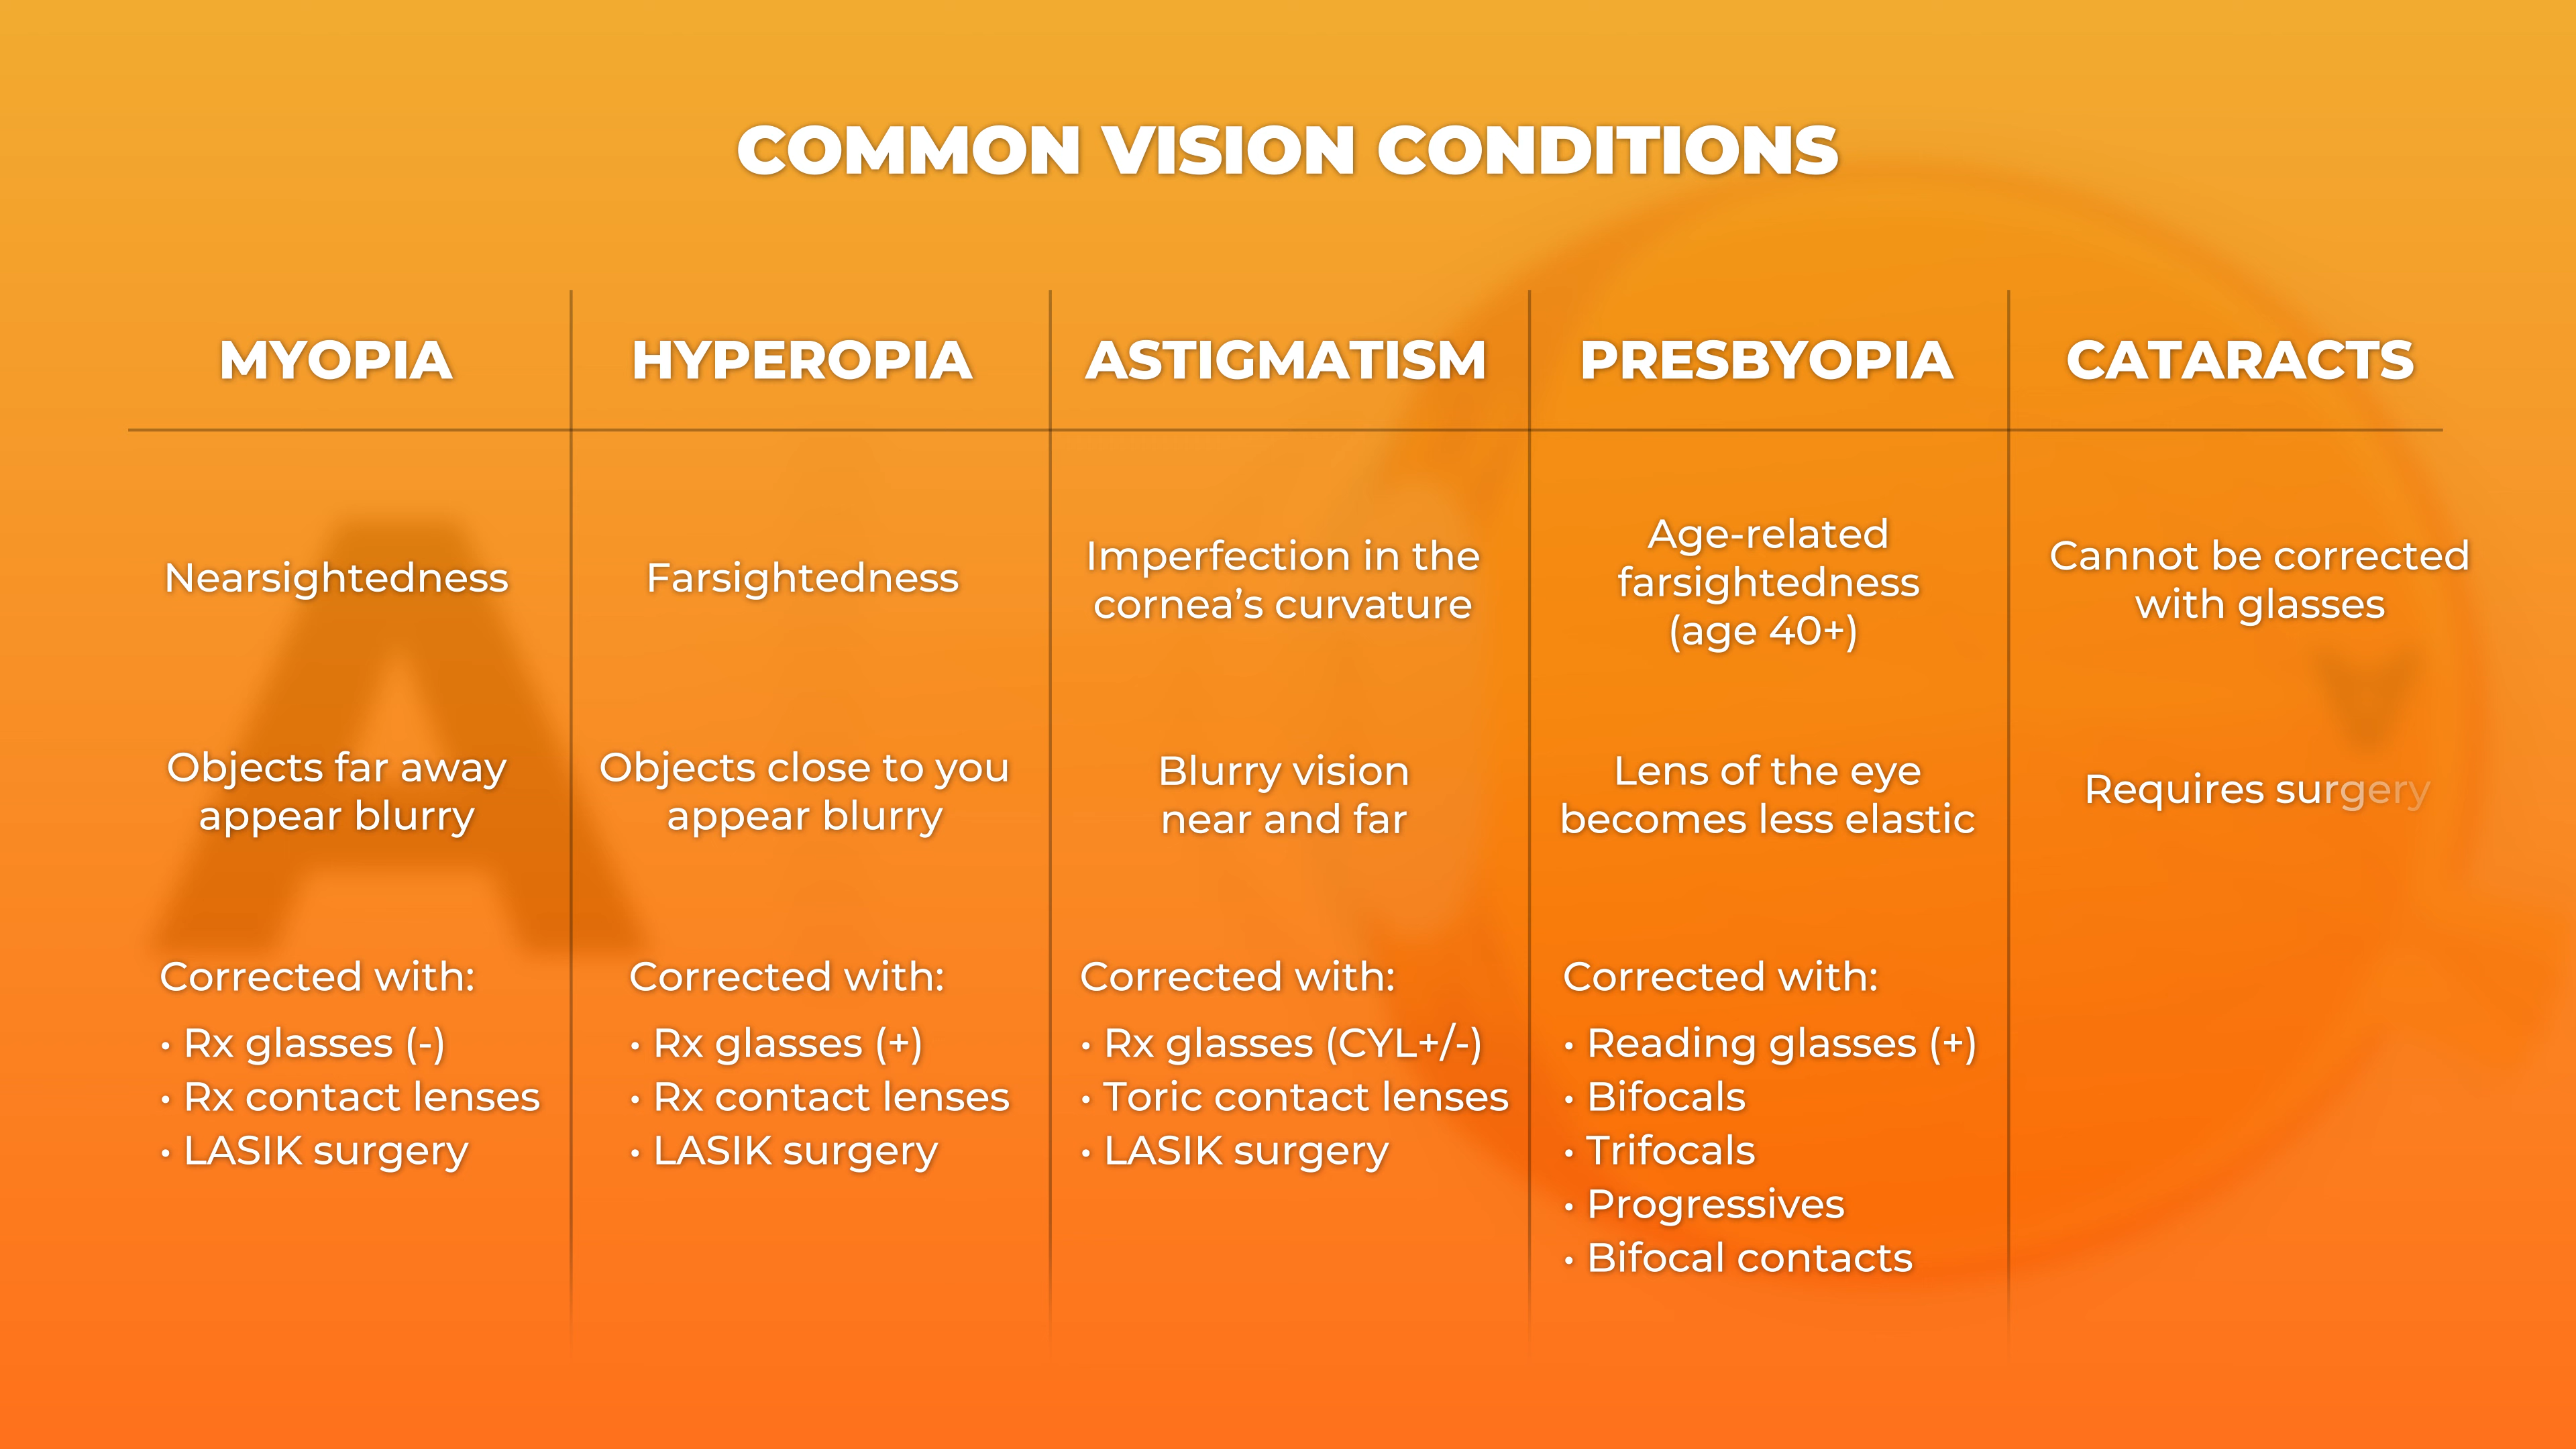 COMMON VISION CONDITIONS
MYOPIA
Nearsightedness
Objects far away
appear blurry
Corrected with:
• Rx glasses (-)
• Rx contact lenses
• LASIK surgery
HYPEROPIA
Farsightedness
Objects close to you
appear blurry
Corrected with:
• Rx glasses (+)
• Rx contact lenses
• LASIK surgery
ASTIGMATISM
Imperfection in the
cornea’s curvature
Blurry vision
near and far
Corrected with:
• Rx glasses (CYL+/-)
• Toric contact lenses
• LASIK surgery
PRESBYOPIA
Age-related
farsightedness
(age 40+)
Lens of the eye
becomes less elastic
Corrected with:
• Reading glasses (+)
• Bifocals
• Trifocals
• Progressives
• Bifocal contacts
CATARACTS
Cannot be corrected
with glasses
Requires surgery
A
A